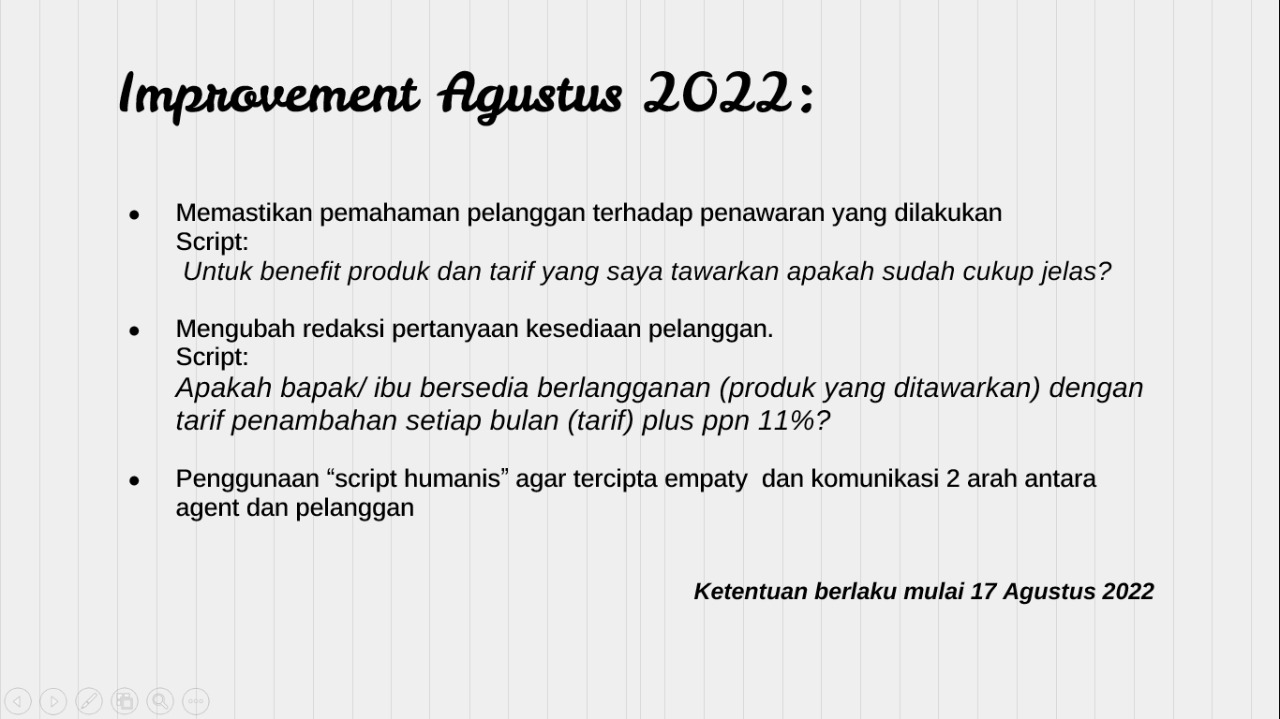 Improvement Agustus 2022:
● Memastikan pemahaman pelanggan terhadap penawaran yang dilakukan
Script:
Untuk benefit produk dan tarif yang saya tawarkan apakah sudah cukup jelas?
● Mengubah redaksi pertanyaan kesediaan pelanggan.
Script:
Apakah bapak/ ibu bersedia berlangganan (produk yang ditawarkan) dengan
tarif penambahan setiap bulan (tarif) plus ppn 11%?
● Penggunaan “script humanis” agar tercipta empaty  dan komunikasi 2 arah antara
agent dan pelanggan
Ketentuan berlaku mulai 17 Agustus 2022